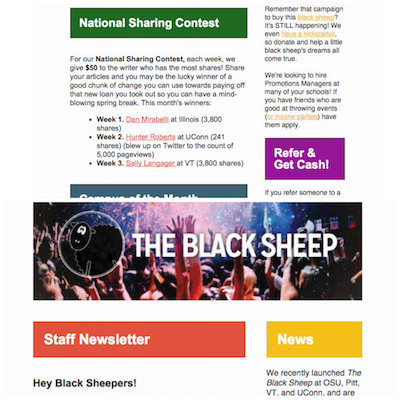 National Sharing Contest
For our National Sharing Contest, each week, we
give $50 to the writer who has the most shares! Share
your articles and you may be the lucky winner of a
good chunk of change you can use towards paying off
that new loan you took out so you can have a mind-
blowing spring break. This month's winners:
• Week 1. Dan Mirabelli at Illinois (3,800
shares)
• Week 2. Hunter Roberts at UConn (241
shares) (blew up on Twitter to the count of
5,000 pageviews)
• Week 3. Sally Langager at VT (3,800 shares)
Campus of the Month
Remember that campaign
to buy this black sheep?
It's STILL happening! We
even have a kickstarter,
so donate and help a little
black sheep's dreams all
come true.
We're looking to hire
Promotions Managers at
many of your schools! If
you have friends who are
good at throwing events
(or insane parties) have
them apply.
Refer &
Get Cash!
If you refer someone to a
THE BLACK SHEEP
Staff Newsletter
Hey Black Sheepers!
News
We recently launched The
Black Sheep at OSU, Pitt,
VT, and UConn, and are